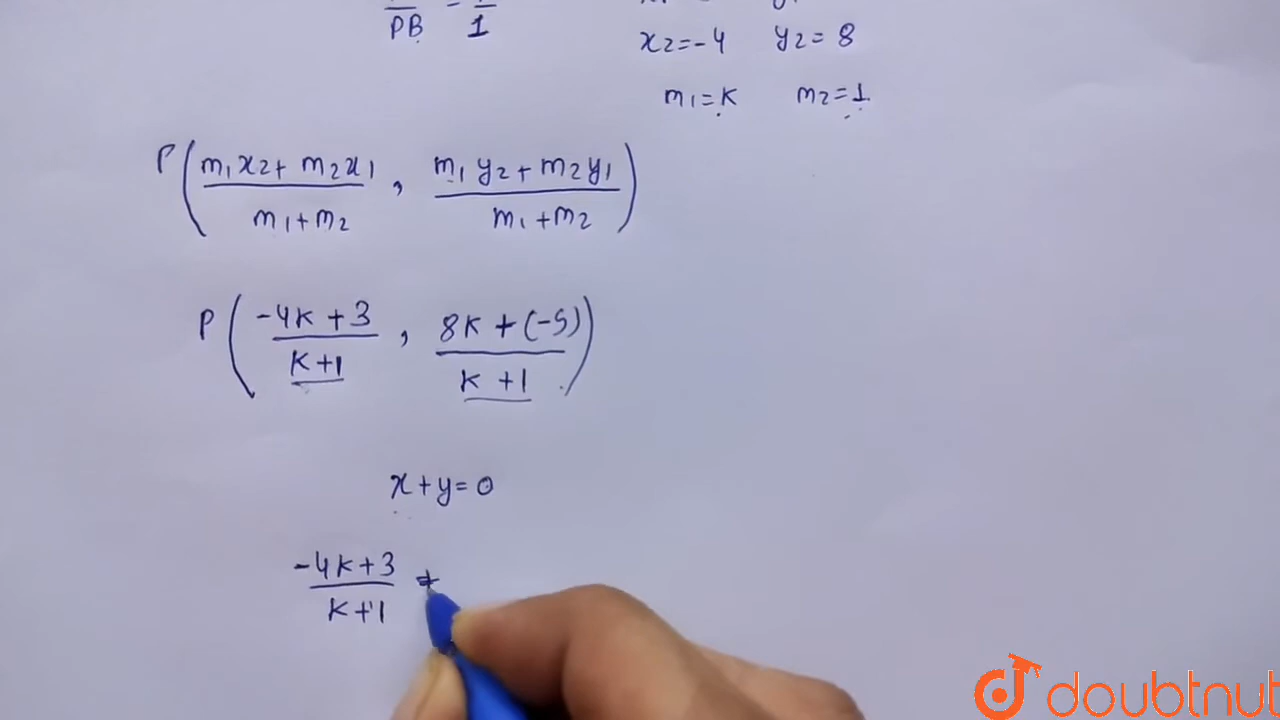 PB = 1
x2=-4 y2= 8
m1=K m2=1
P(m1x2+ m2x1/m1+m2 , m1y2+m2y1/m1+m2)
P(-4K+3/K+1 , 8K+(-5)/K+1)
x+y=0
-4K+3/K+1 +
doubtnut